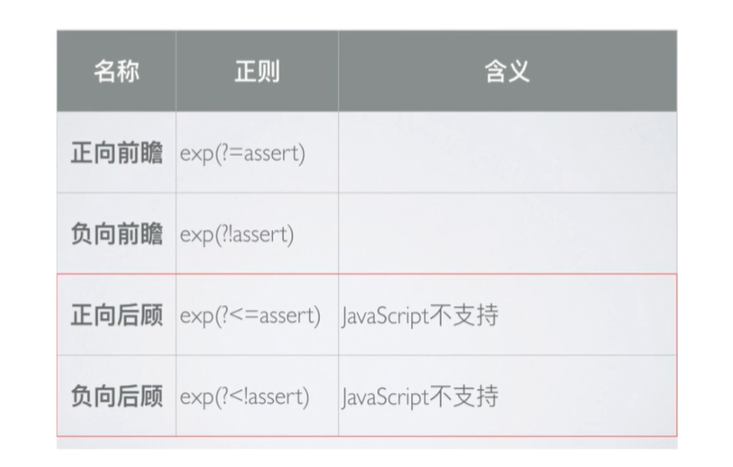 名称 正则 含义
正向前瞻 exp(?=assert)
负向前瞻 exp(?!assert)
正向后顾 exp(?<=assert) JavaScript不支持
负向后顾 exp(?<!assert) JavaScript不支持